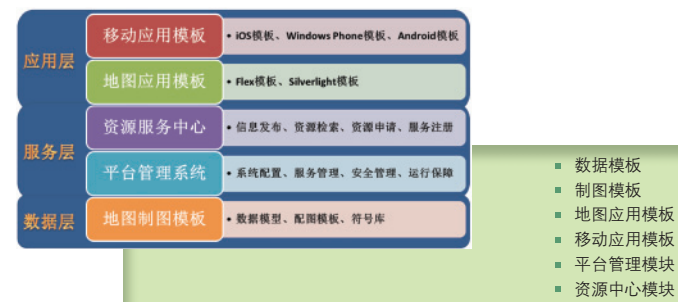 应用层
移动应用模板
• iOS模板、Windows Phone模板、Android模板
地图应用模板
• Flex模板、Silverlight模板
服务层
资源服务中心
• 信息发布、资源检索、资源申请、服务注册
平台管理系统
• 系统配置、服务管理、安全管理、运行保障
数据层
地图制图模板
• 数据模型、配图模板、符号库
数据模板
制图模板
地图应用模板
移动应用模板
平台管理模块
资源中心模块